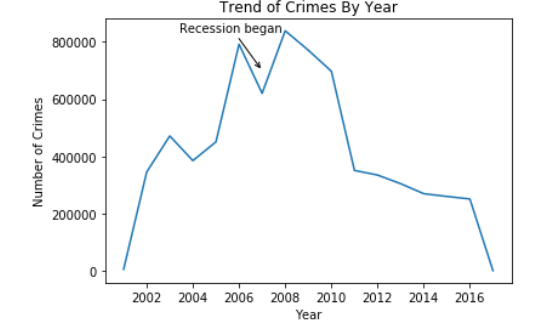 Trend of Crimes By Year
Recession began
800000
600000
400000
200000
0
Number of Crimes
2002 2004 2006 2008 2010 2012 2014 2016
Year